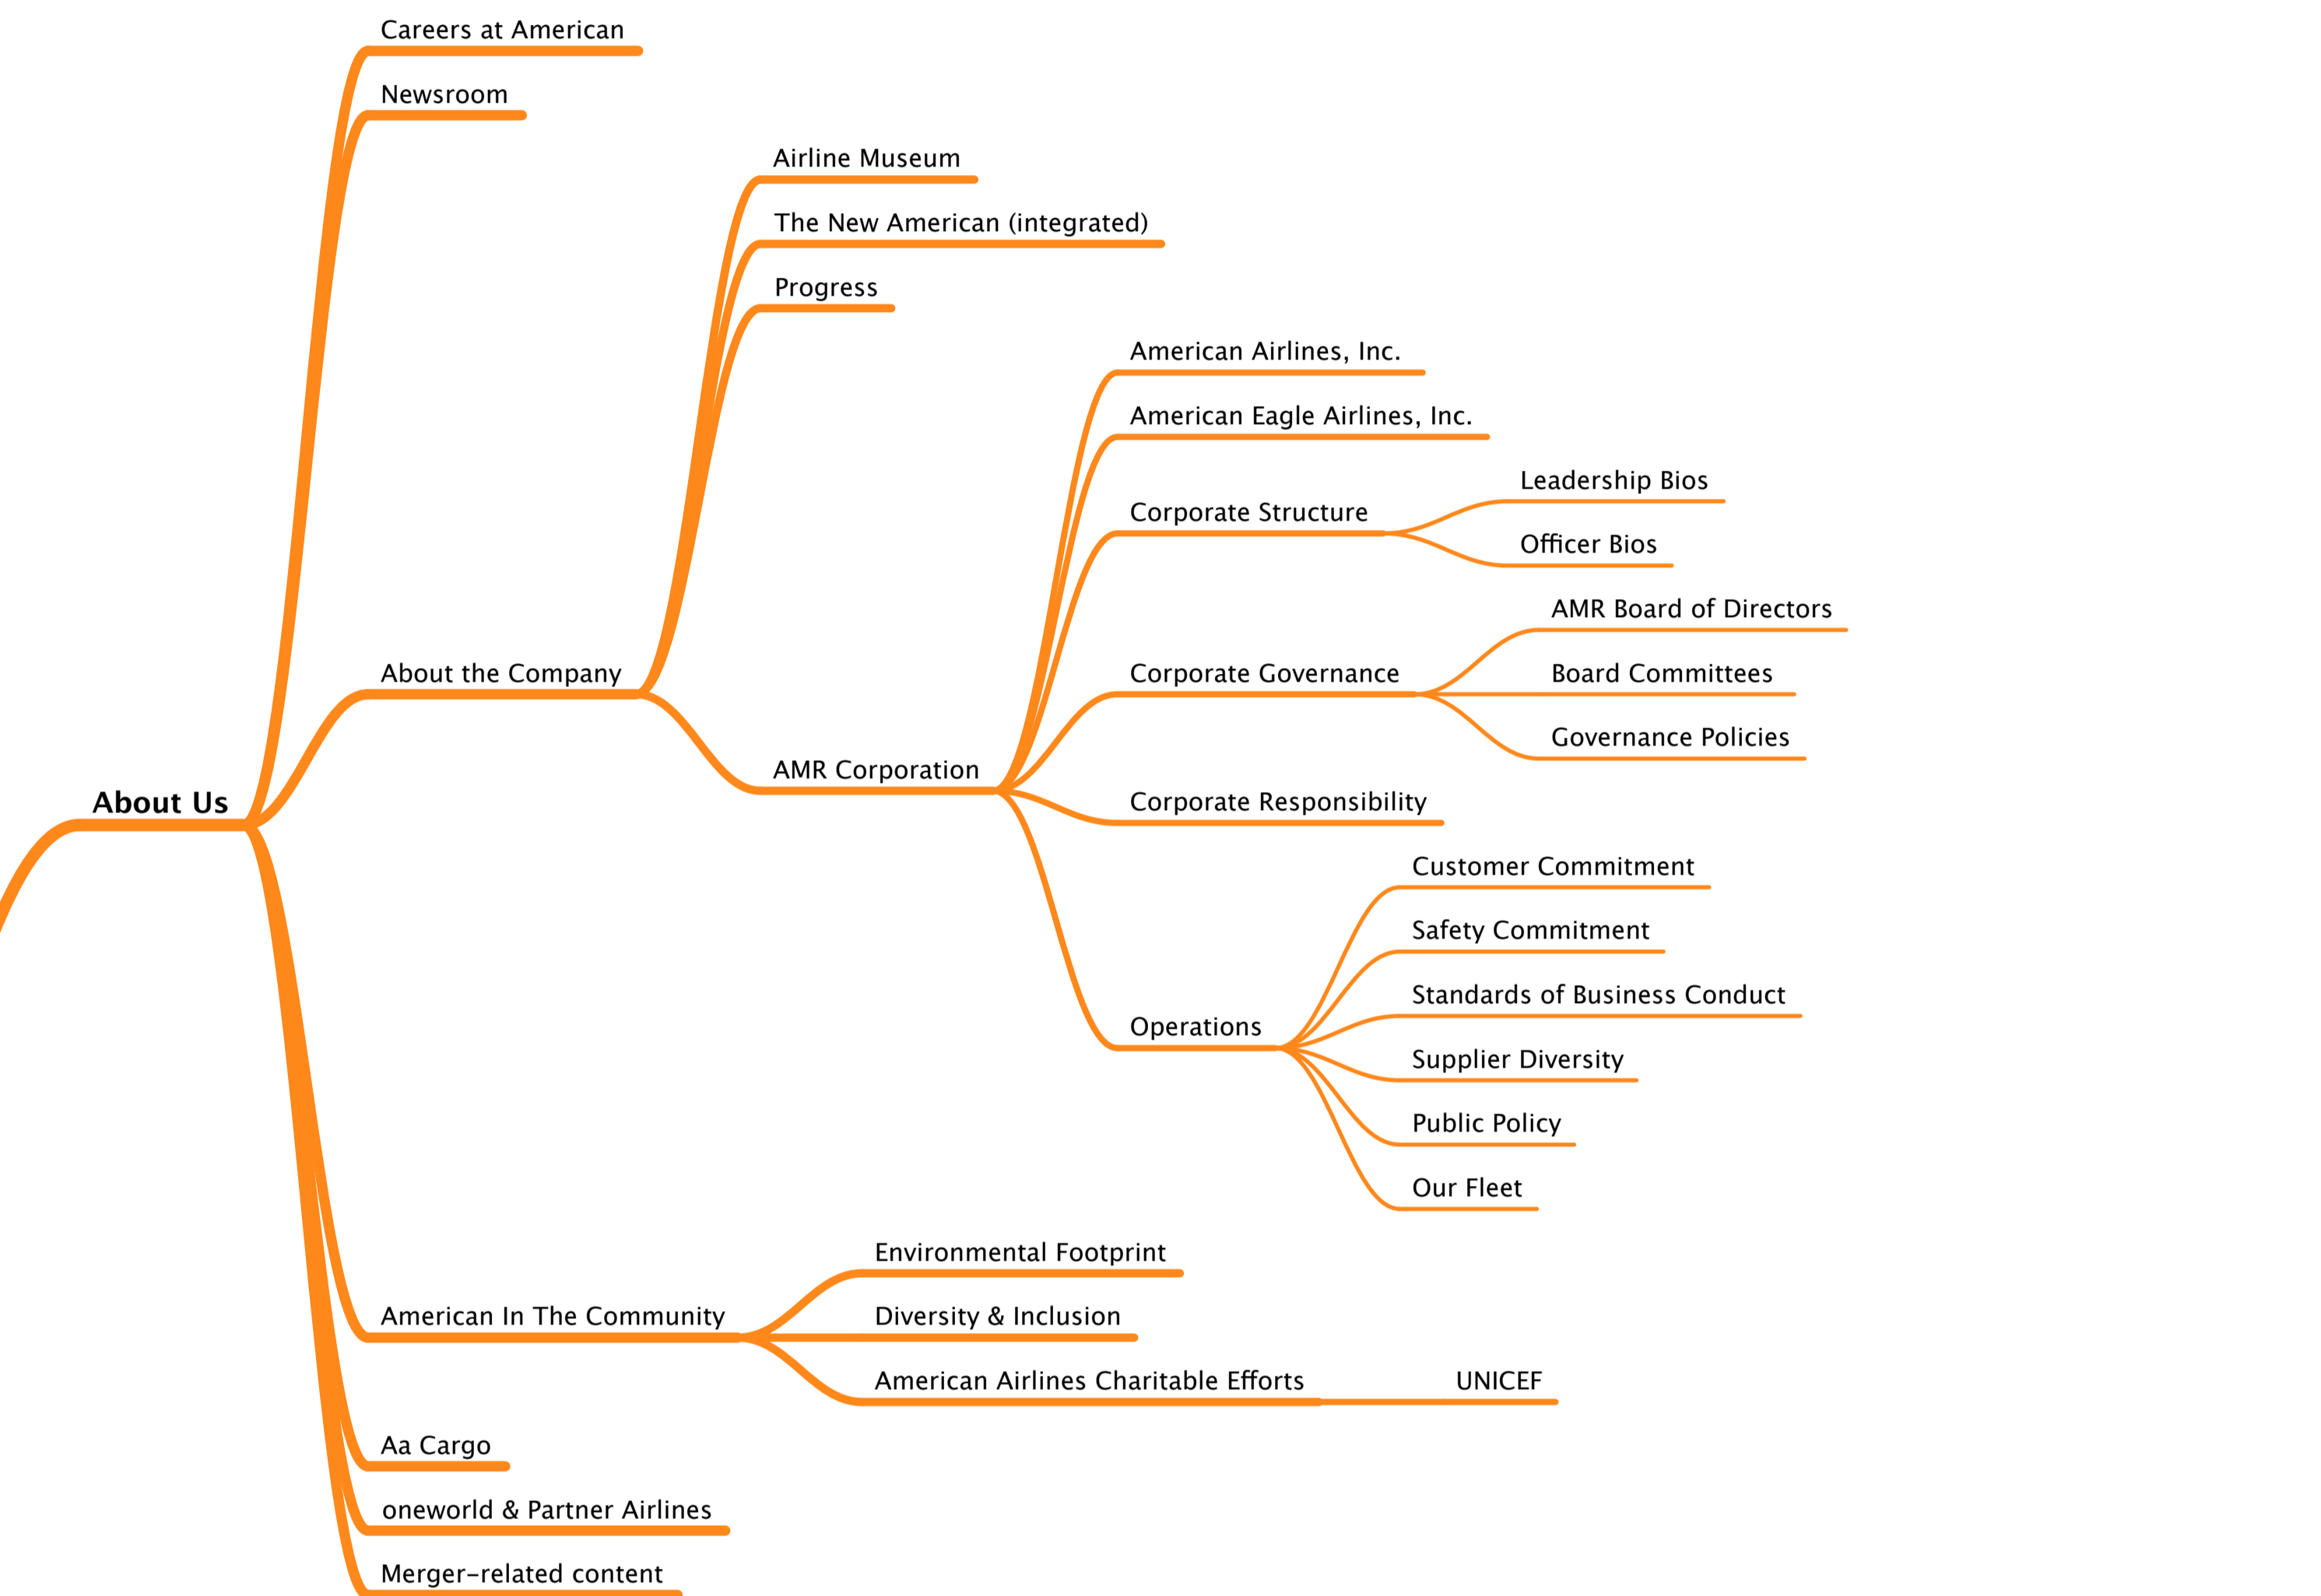 Careers at American
Newsroom
Airline Museum
The New American (integrated)
Progress
American Airlines, Inc.
American Eagle Airlines, Inc.
Leadership Bios
Corporate Structure
Officer Bios
AMR Board of Directors
About the Company
Corporate Governance
Board Committees
Governance Policies
AMR Corporation
About Us
Corporate Responsibility
Customer Commitment
Safety Commitment
Standards of Business Conduct
Operations
Supplier Diversity
Public Policy
Our Fleet
Environmental Footprint
American In The Community
Diversity & Inclusion
American Airlines Charitable Efforts
UNICEF
Aa Cargo
oneworld & Partner Airlines
Merger-related content